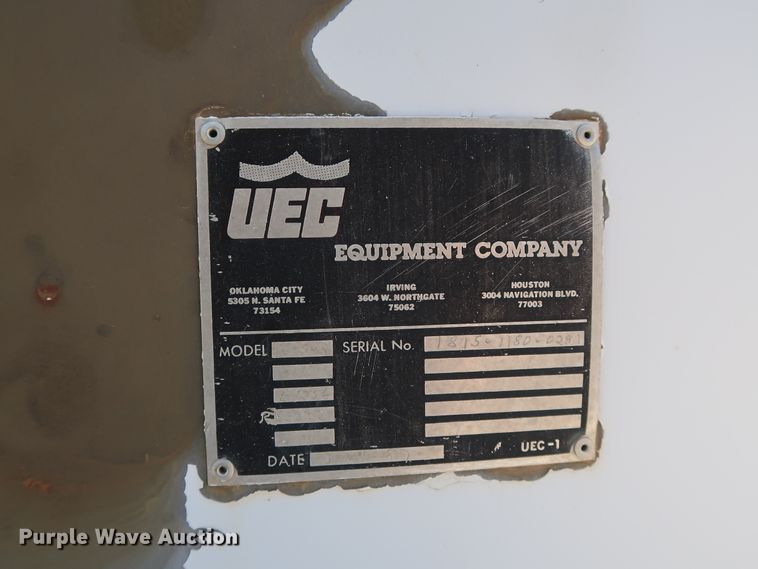 UEC
EQUIPMENT COMPANY
OKLAHOMA CITY
5305 N. SANTA FE
73154
IRVING
3604 W. NORTHGATE
75062
HOUSTON
3004 NAVIGATION BLVD.
77003
MODEL
SERIAL No.
DATE
UEC-1
Purple Wave Auction